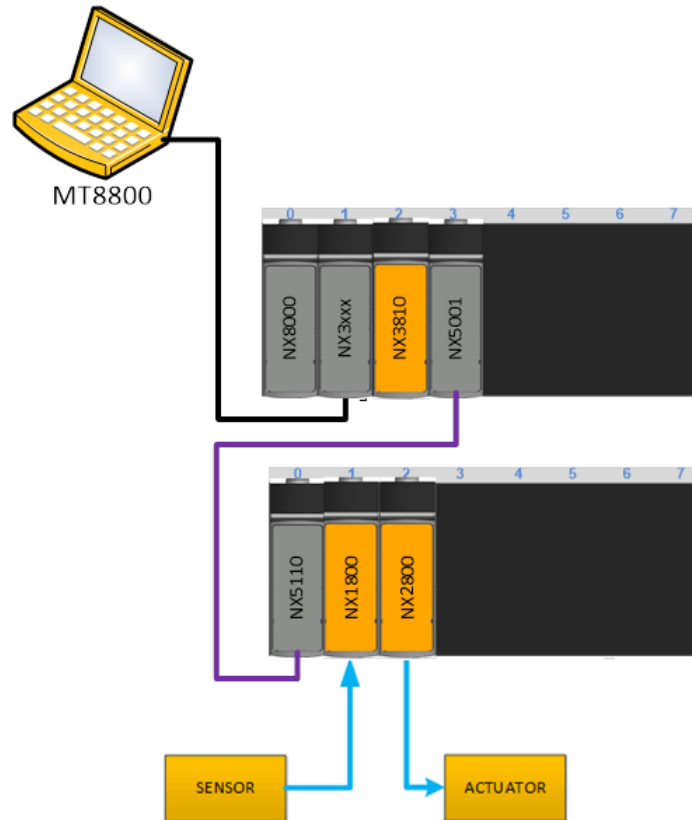 MT8800
0 1 2 3 4 5 6 7
NX8000
NX3xxx
NX3810
NX5001
0 1 2 3 4 5 6 7
NX5110
NX1800
NX2800
SENSOR
ACTUATOR